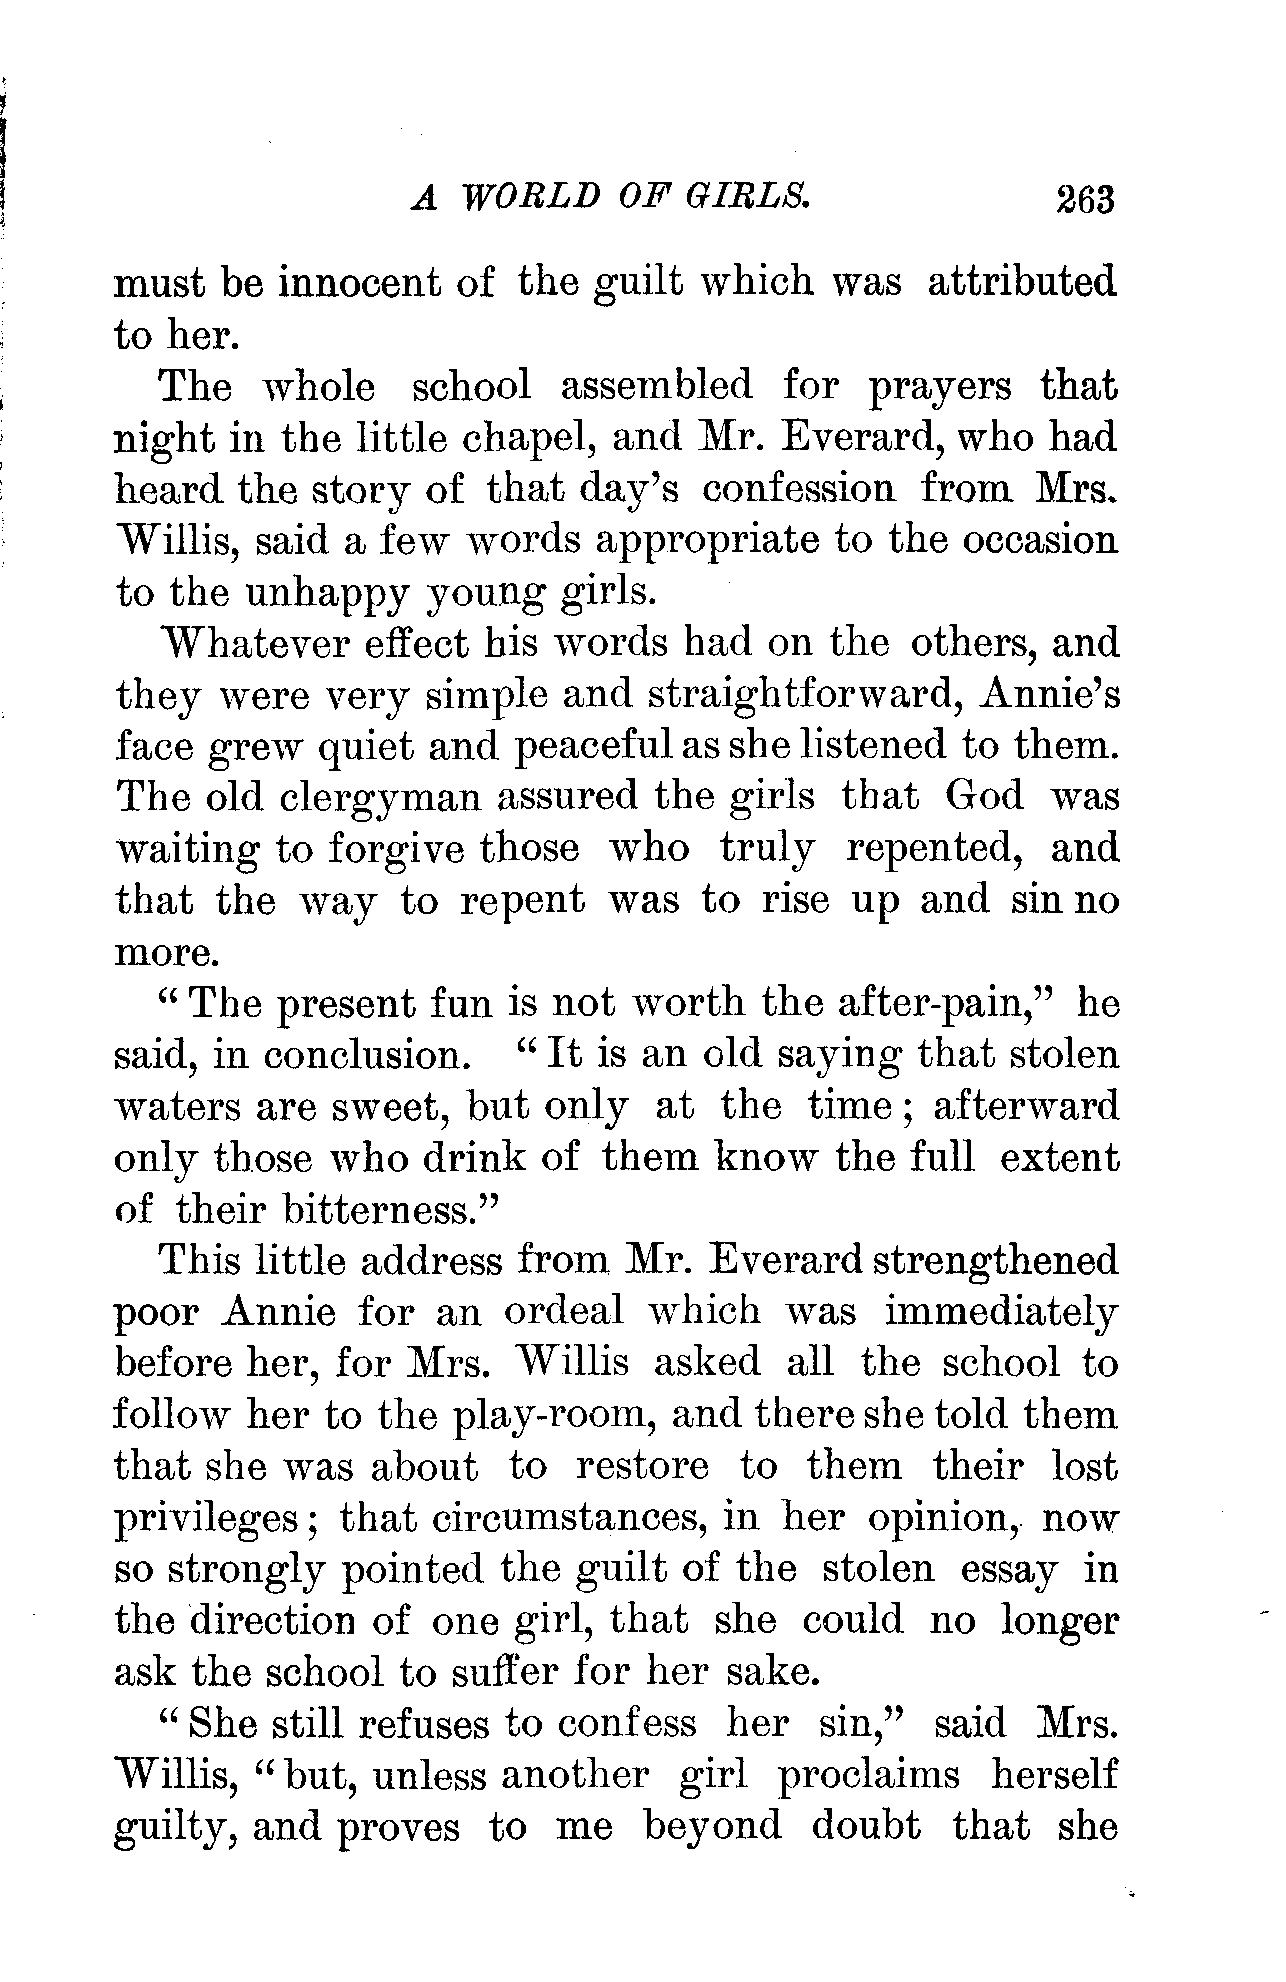 A WORLD OF GIRLS. 263
must be innocent of the guilt which was attributed
to her.
The whole school assembled for prayers that
night in the little chapel, and Mr. Everard, who had
heard the story of that day's confession from Mrs.
Willis, said a few words appropriate to the occasion
to the unhappy young girls.
Whatever effect his words had on the others, and
they were very simple and straightforward, Annie's
face grew quiet and peaceful as she listened to them.
The old clergyman assured the girls that God was
waiting to forgive those who truly repented, and
that the way to repent was to rise up and sin no
more.
“ The present fun is not worth the after-pain,” he
said, in conclusion. “ It is an old saying that stolen
waters are sweet, but only at the time ; afterward
only those who drink of them know the full extent
of their bitterness.”
This little address from Mr. Everard strengthened
poor Annie for an ordeal which was immediately
before her, for Mrs. Willis asked all the school to
follow her to the play-room, and there she told them
that she was about to restore to them their lost
privileges ; that circumstances, in her opinion, now
so strongly pointed the guilt of the stolen essay in
the direction of one girl, that she could no longer
ask the school to suffer for her sake.
“ She still refuses to confess her sin,” said Mrs.
Willis, “ but, unless another girl proclaims herself
guilty, and proves to me beyond doubt that she